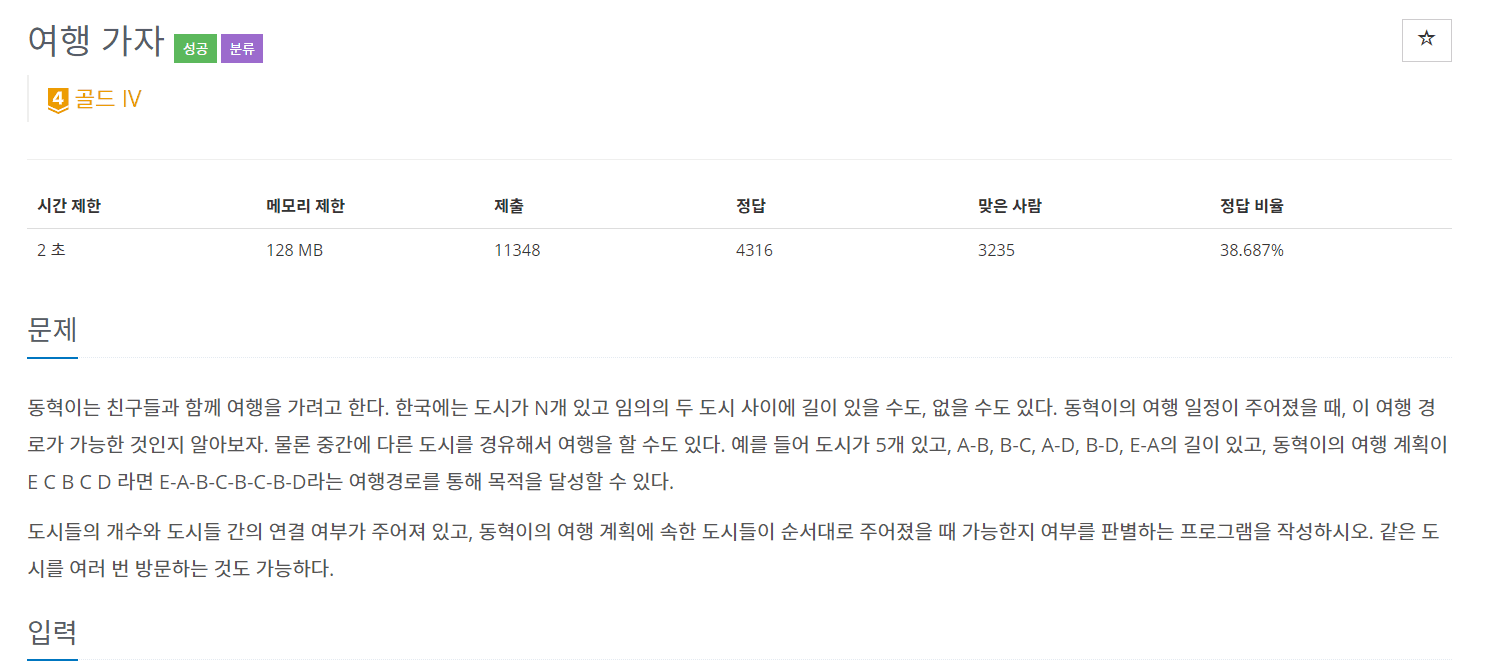 여행 가자 성공 분류
☆
4 골드 IV
시간 제한 메모리 제한 제출 정답 맞은 사람 정답 비율
2 초 128 MB 11348 4316 3235 38.687%
문제
동혁이는 친구들과 함께 여행을 가려고 한다. 한국에는 도시가 N개 있고 임의의 두 도시 사이에 길이 있을 수도, 없을 수도 있다. 동혁이의 여행 일정이 주어졌을 때, 이 여행 경
로가 가능한 것인지 알아보자. 물론 중간에 다른 도시를 경유해서 여행을 할 수도 있다. 예를 들어 도시가 5개 있고, A-B, B-C, A-D, B-D, E-A의 길이 있고, 동혁이의 여행 계획이
E C B C D 라면 E-A-B-C-B-C-B-D라는 여행경로를 통해 목적을 달성할 수 있다.
도시들의 개수와 도시들 간의 연결 여부가 주어져 있고, 동혁이의 여행 계획에 속한 도시들이 순서대로 주어졌을 때 가능한지 여부를 판별하는 프로그램을 작성하시오. 같은 도
시를 여러 번 방문하는 것도 가능하다.
입력